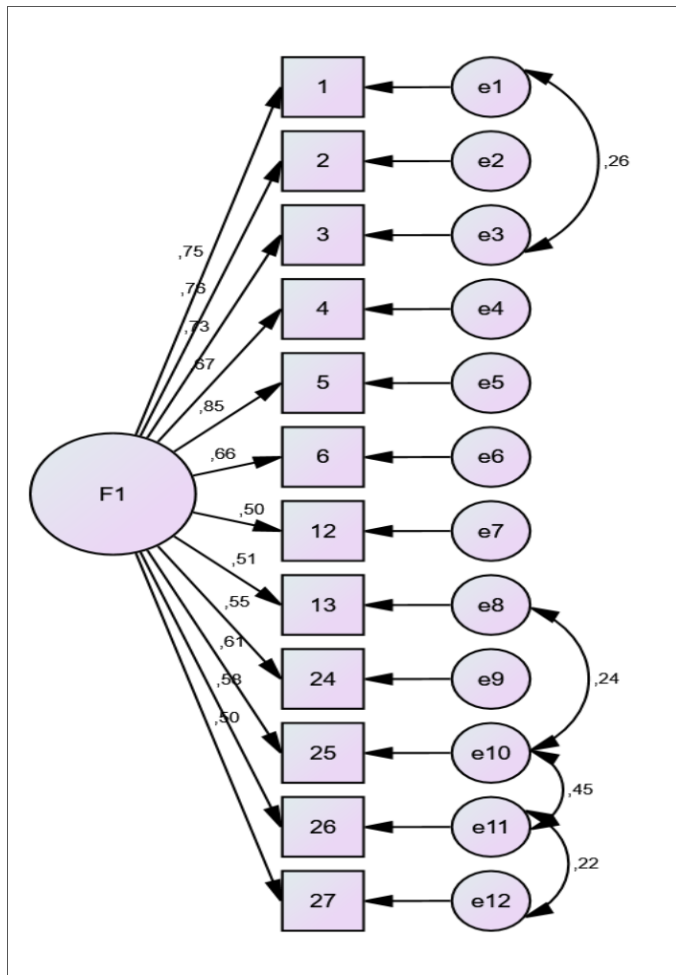 1 e1
,26
2 e2
3 e3
,75
,76
4 e4
,73
,67
5 e5
,85
6 e6
,66
F1
12 e7
,50
,51
13 e8
,55
,61
24 e9
,24
,58
,50
25 e10
,45
26 e11
,22
27 e12